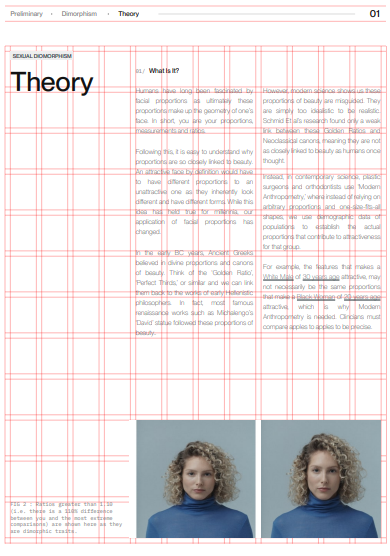 Preliminary • Dimorphism • Theory 01
SEXUAL DIOMORPHISM
Theory
01 / What is it?
Humans have long been fascinated by
facial proportions as ultimately these
proportions make up the geometry of one's
face. In short, you are your proportions,
measurements and ratios.
Following this, it is easy to understand why
proportions are so closely linked to beauty.
An attractive face by definition would have
to have different proportions to an
unattractive one as they inherently look
different and have different forms. While this
idea has held true for millennia, our
application of facial proportions has
changed.
In the early BC years, Ancient Greeks
believed in divine proportions and canons
of beauty. Think of the 'Golden Ratio',
'Perfect Thirds,' or similar and we can link
them back to the works of early Hellenistic
philosophers. In fact, most famous
renaissance works such as Michalengo's
'David' statue followed these proportions of
beauty.
However, modern science shows us these
proportions of beauty are misguided. They
are simply too idealistic to be realistic.
Schmid Et al's research found only a weak
link between these Golden Ratios and
Neoclassical canons, meaning they are not
as closely linked to beauty as humans once
thought.
Instead, in contemporary science, plastic
surgeons and orthodontists use 'Modern
Anthropometry,' where instead of relying on
arbitrary proportions and one-size-fits-all
shapes, we use demographic data of
populations to establish the actual
proportions that contribute to attractiveness
for that group.
For example, the features that makes a
White Male of 30 years age attractive, may
not necessarily be the same proportions
that make a Black Woman of 20 years age
attractive which is why Modern
Anthropometry is needed. Clinicians must
compare apples to apples to be precise.
FIG 2 : Ratios greater than 1.10
(i.e. there is a ±10% difference
between you and the most extreme
comparisons) are shown here as they
are dimorphic traits.